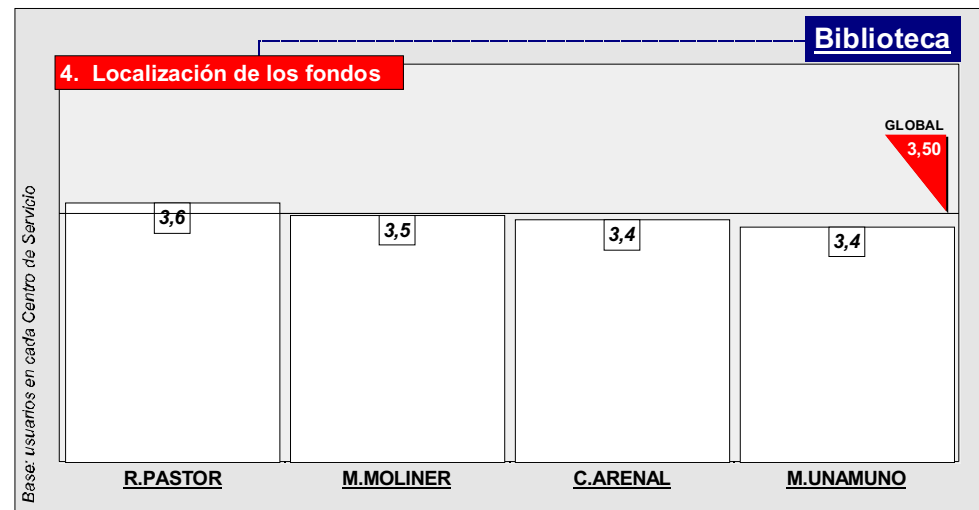 Biblioteca
4. Localización de los fondos
GLOBAL
3,50
3,6
3,5
3,4
3,4
Base: usuarios en cada Centro de Servicio
R.PASTOR
M.MOLINER
C.ARENAL
M.UNAMUNO